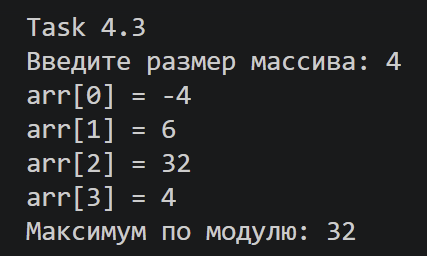 Task 4.3
Введите размер массива: 4
arr[0] = -4
arr[1] = 6
arr[2] = 32
arr[3] = 4
Максимум по модулю: 32